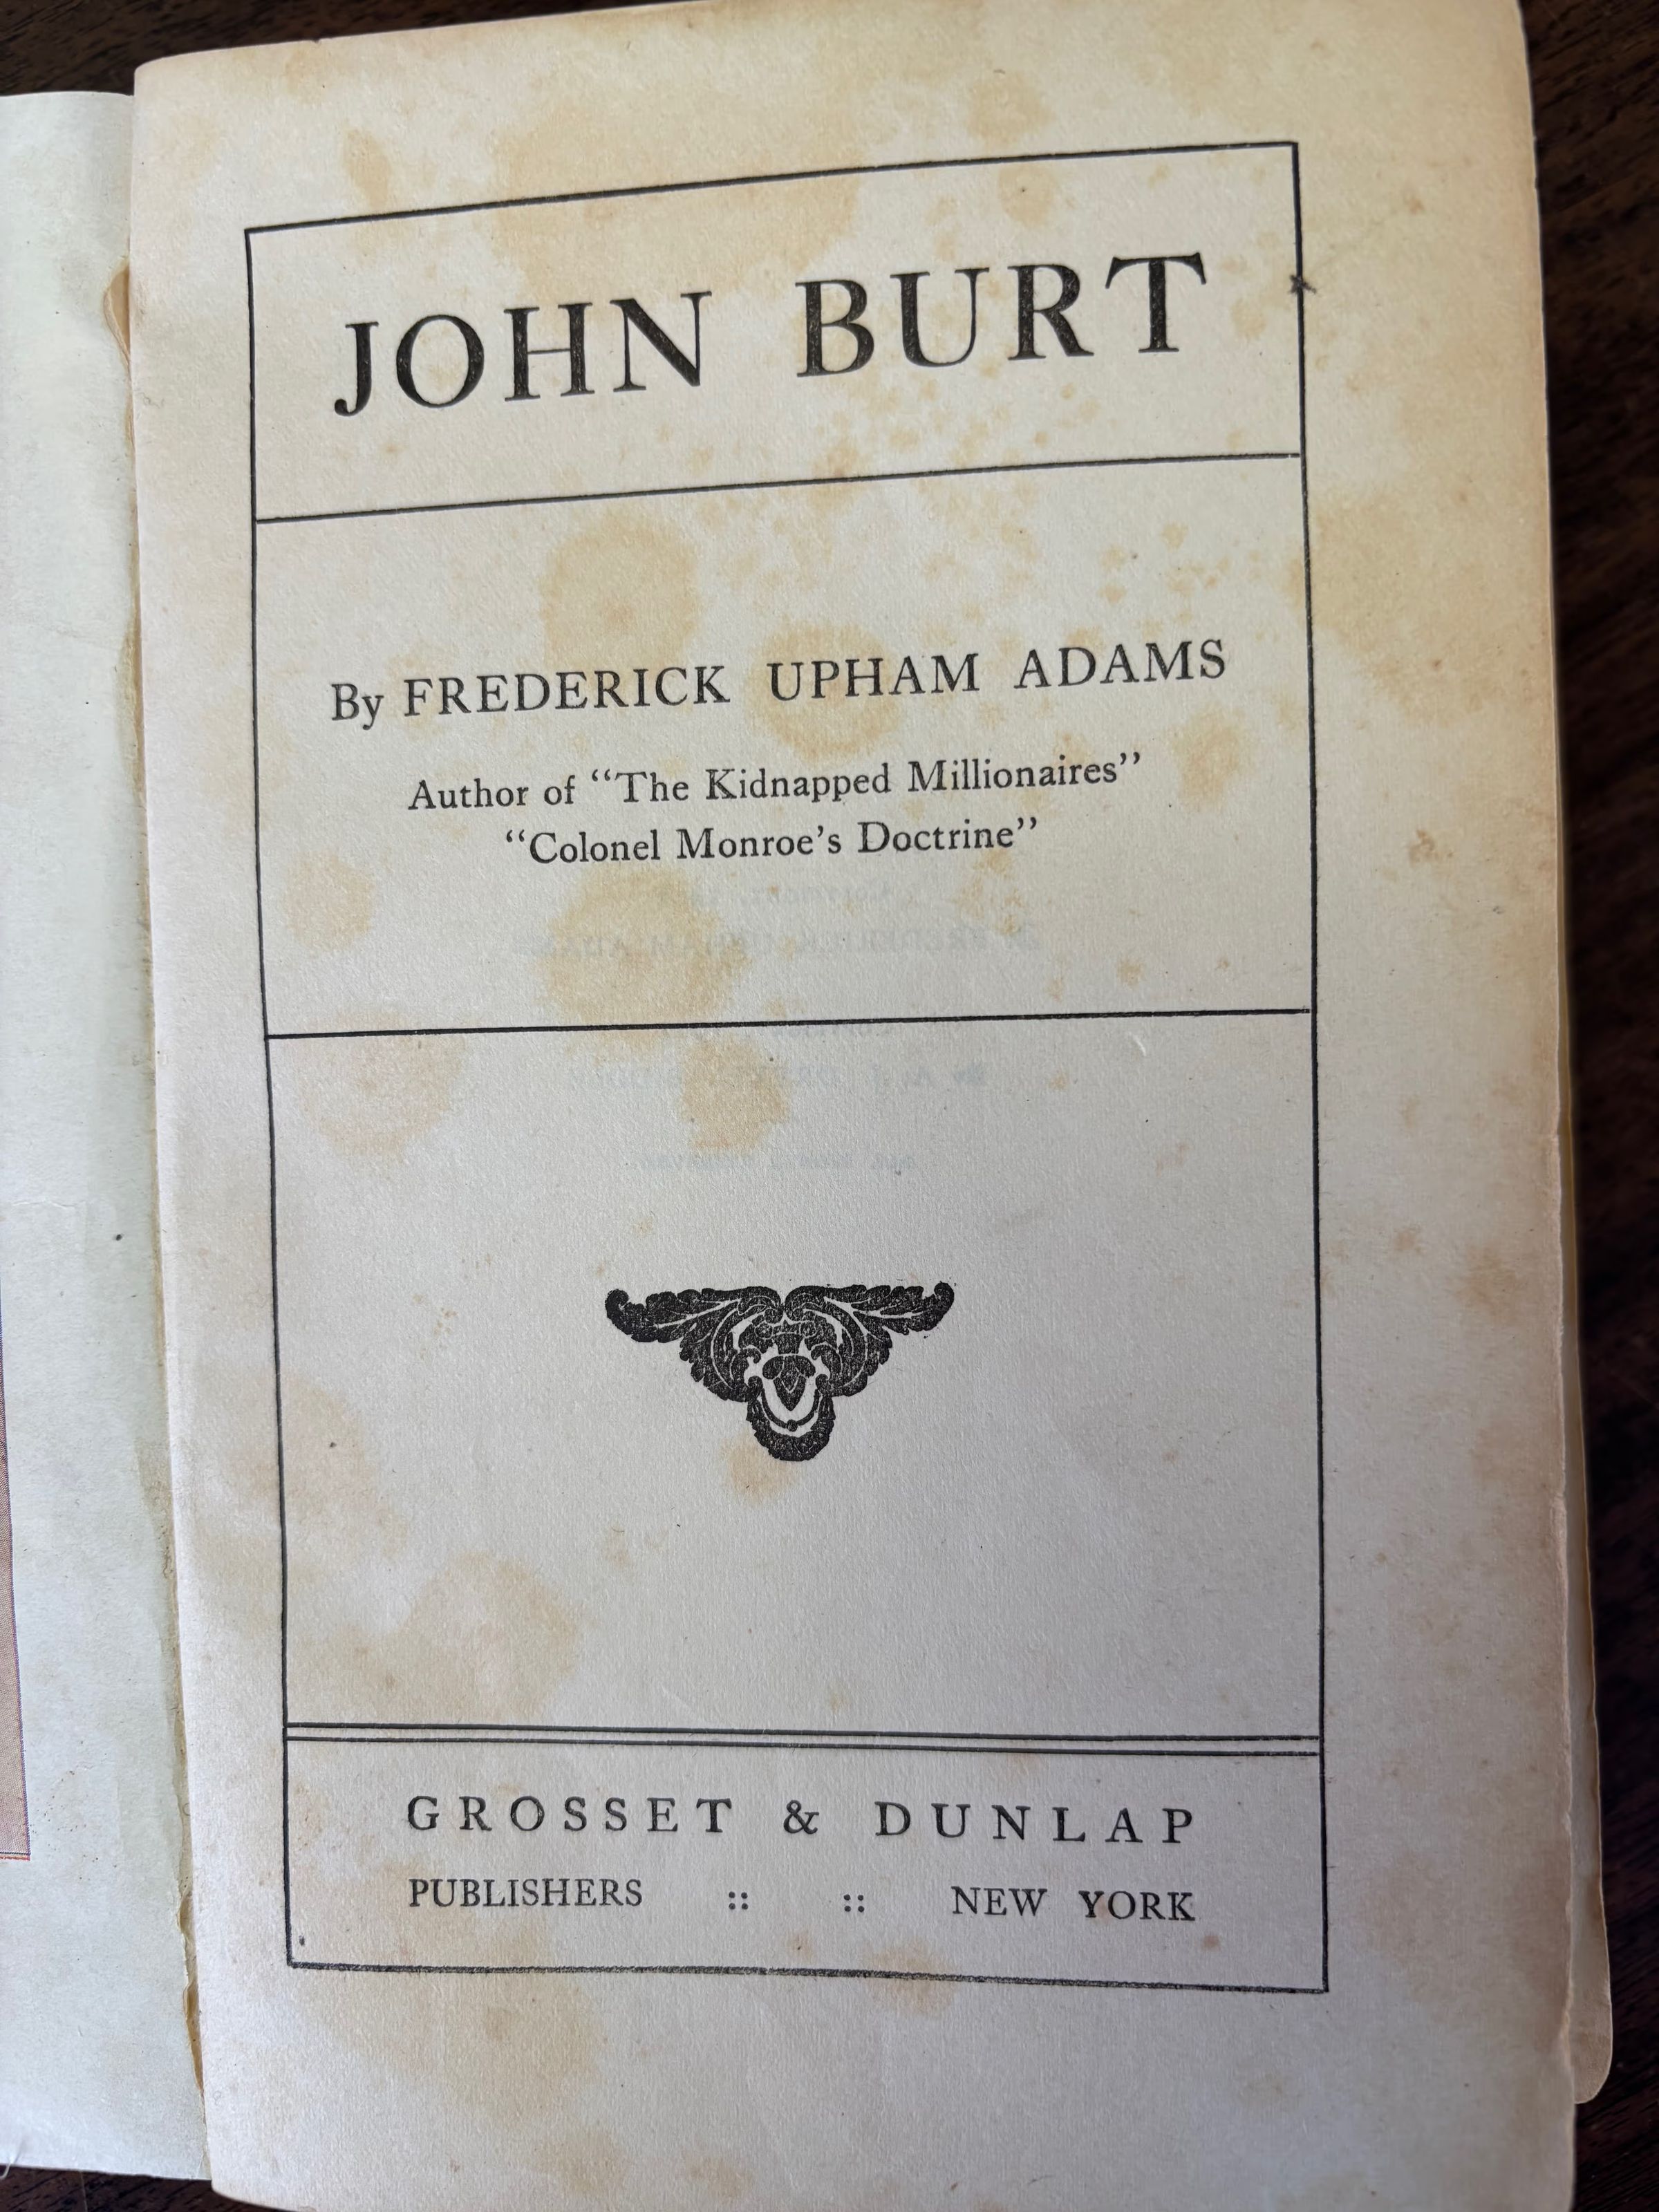 JOHN BURT
By FREDERICK UPHAM ADAMS
Author of “The Kidnapped Millionaires”
“Colonel Monroe’s Doctrine”
GROSSET & DUNLAP
PUBLISHERS :: :: NEW YORK